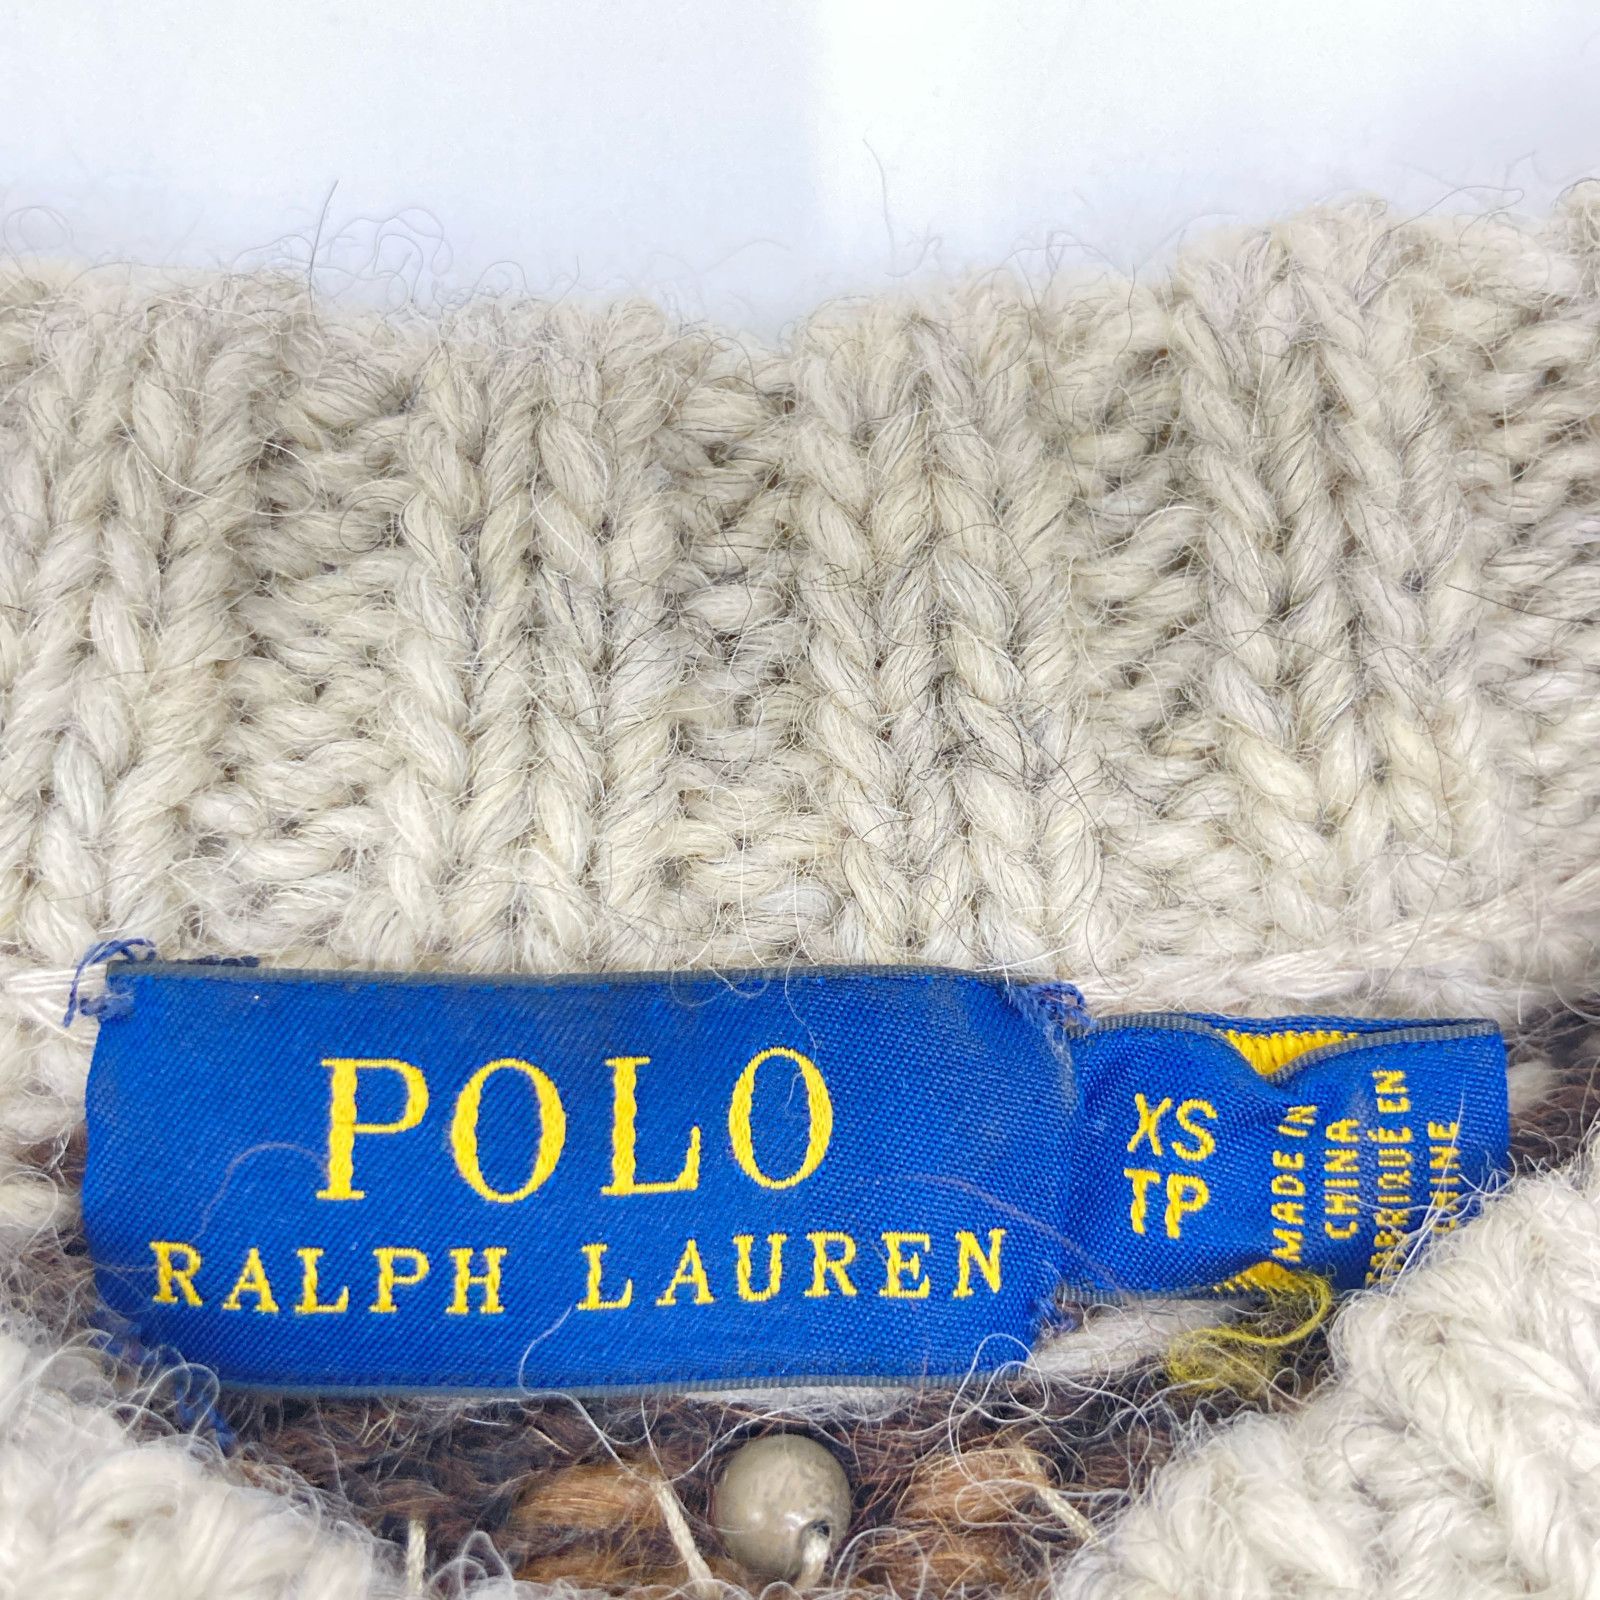 POLO
RALPH LAUREN
XS
TP
MADE IN
CHINA
FABRIQUÉ EN
CHINE